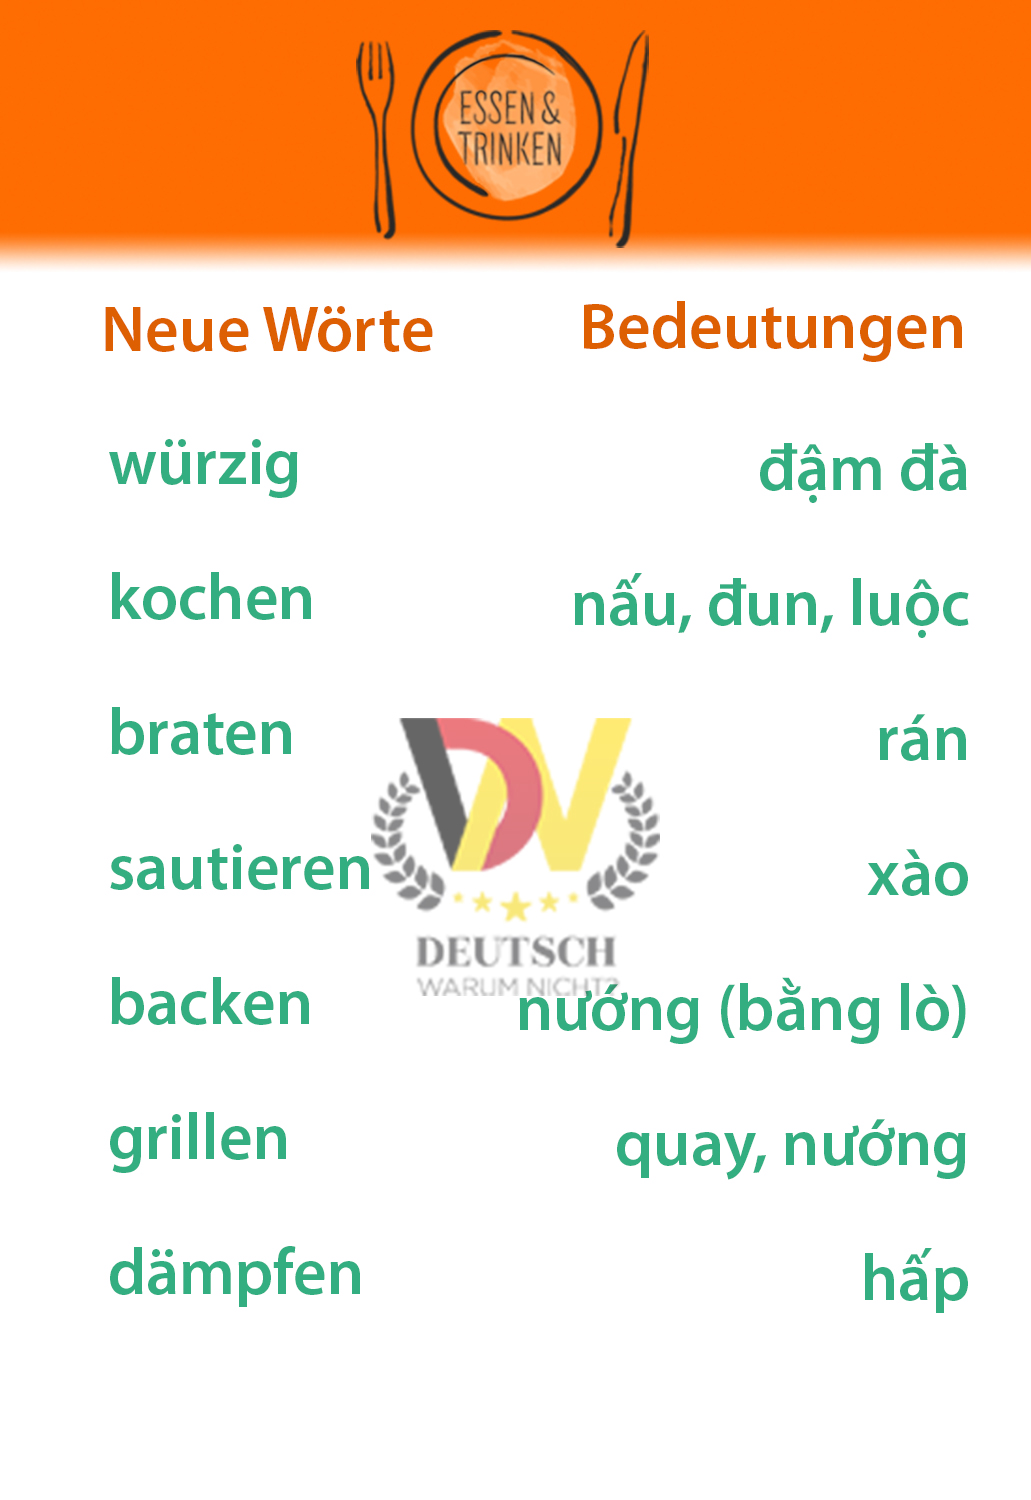 ESSEN &
TRINKEN
Neue Wörte Bedeutungen
würzig đậm đà
kochen nấu, đun, luộc
braten rán
sautieren xào
DEUTSCH
WARUM NICHT?
backen nướng (bằng lò)
grillen quay, nướng
dämpfen hấp